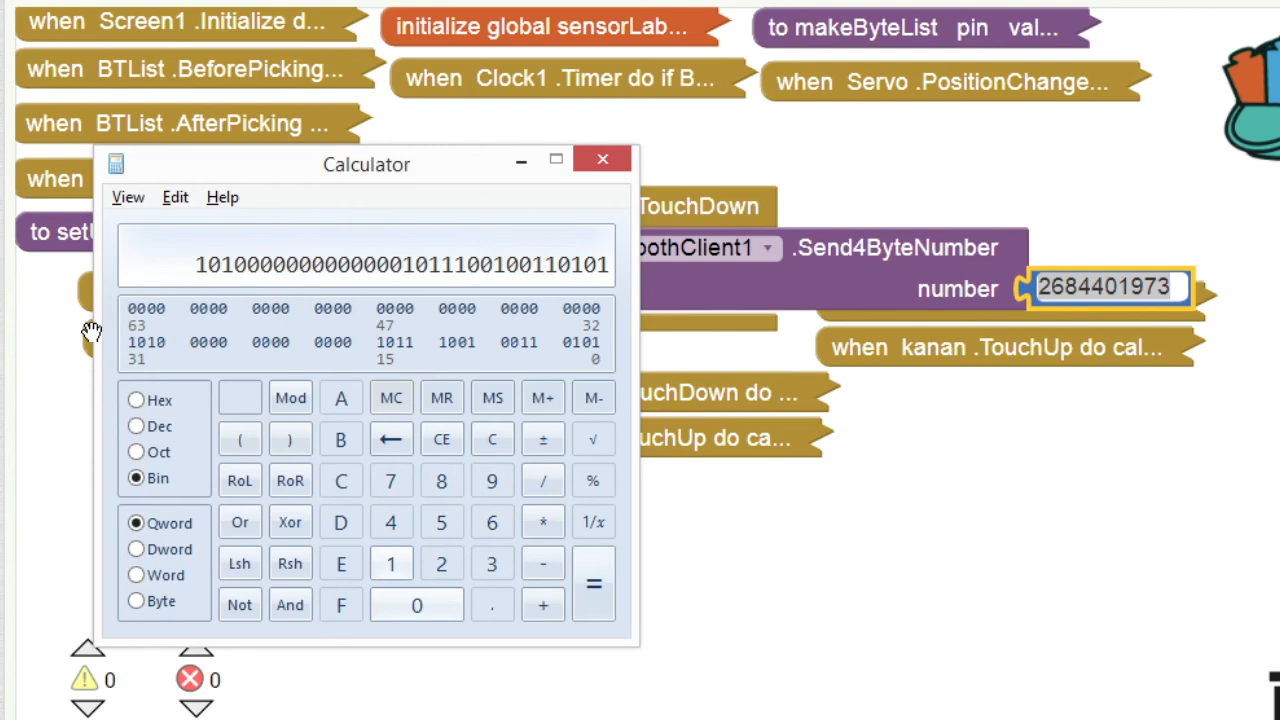 when Screen1 .Initialize d...
initialize global sensorLab...
to makeByteList pin val...
when BTList .BeforePicking...
when Clock1 .Timer do if B...
when Servo .PositionChange...
when BTList .AfterPicking ...
when
to set
Calculator
View Edit Help
10100000000000001011100100110101
0000 0000 0000 0000 0000 0000 0000 0000
63 47 32
1010 0000 0000 0000 1011 1001 0011 0101
31 15 0
Hex
Dec
Oct
Bin
Qword
Dword
Word
Byte
Mod A MC MR MS M+ M-
( ) B ← CE C ± √
RoL RoR C 7 8 9 / %
Or Xor D 4 5 6 * 1/x
Lsh Rsh E 1 2 3 - =
Not And F 0 . +
TouchDown
oothClient1 .Send4ByteNumber
number 2684401973
when kanan .TouchUp do cal...
uchDown do ...
uchUp do ca...
0 0